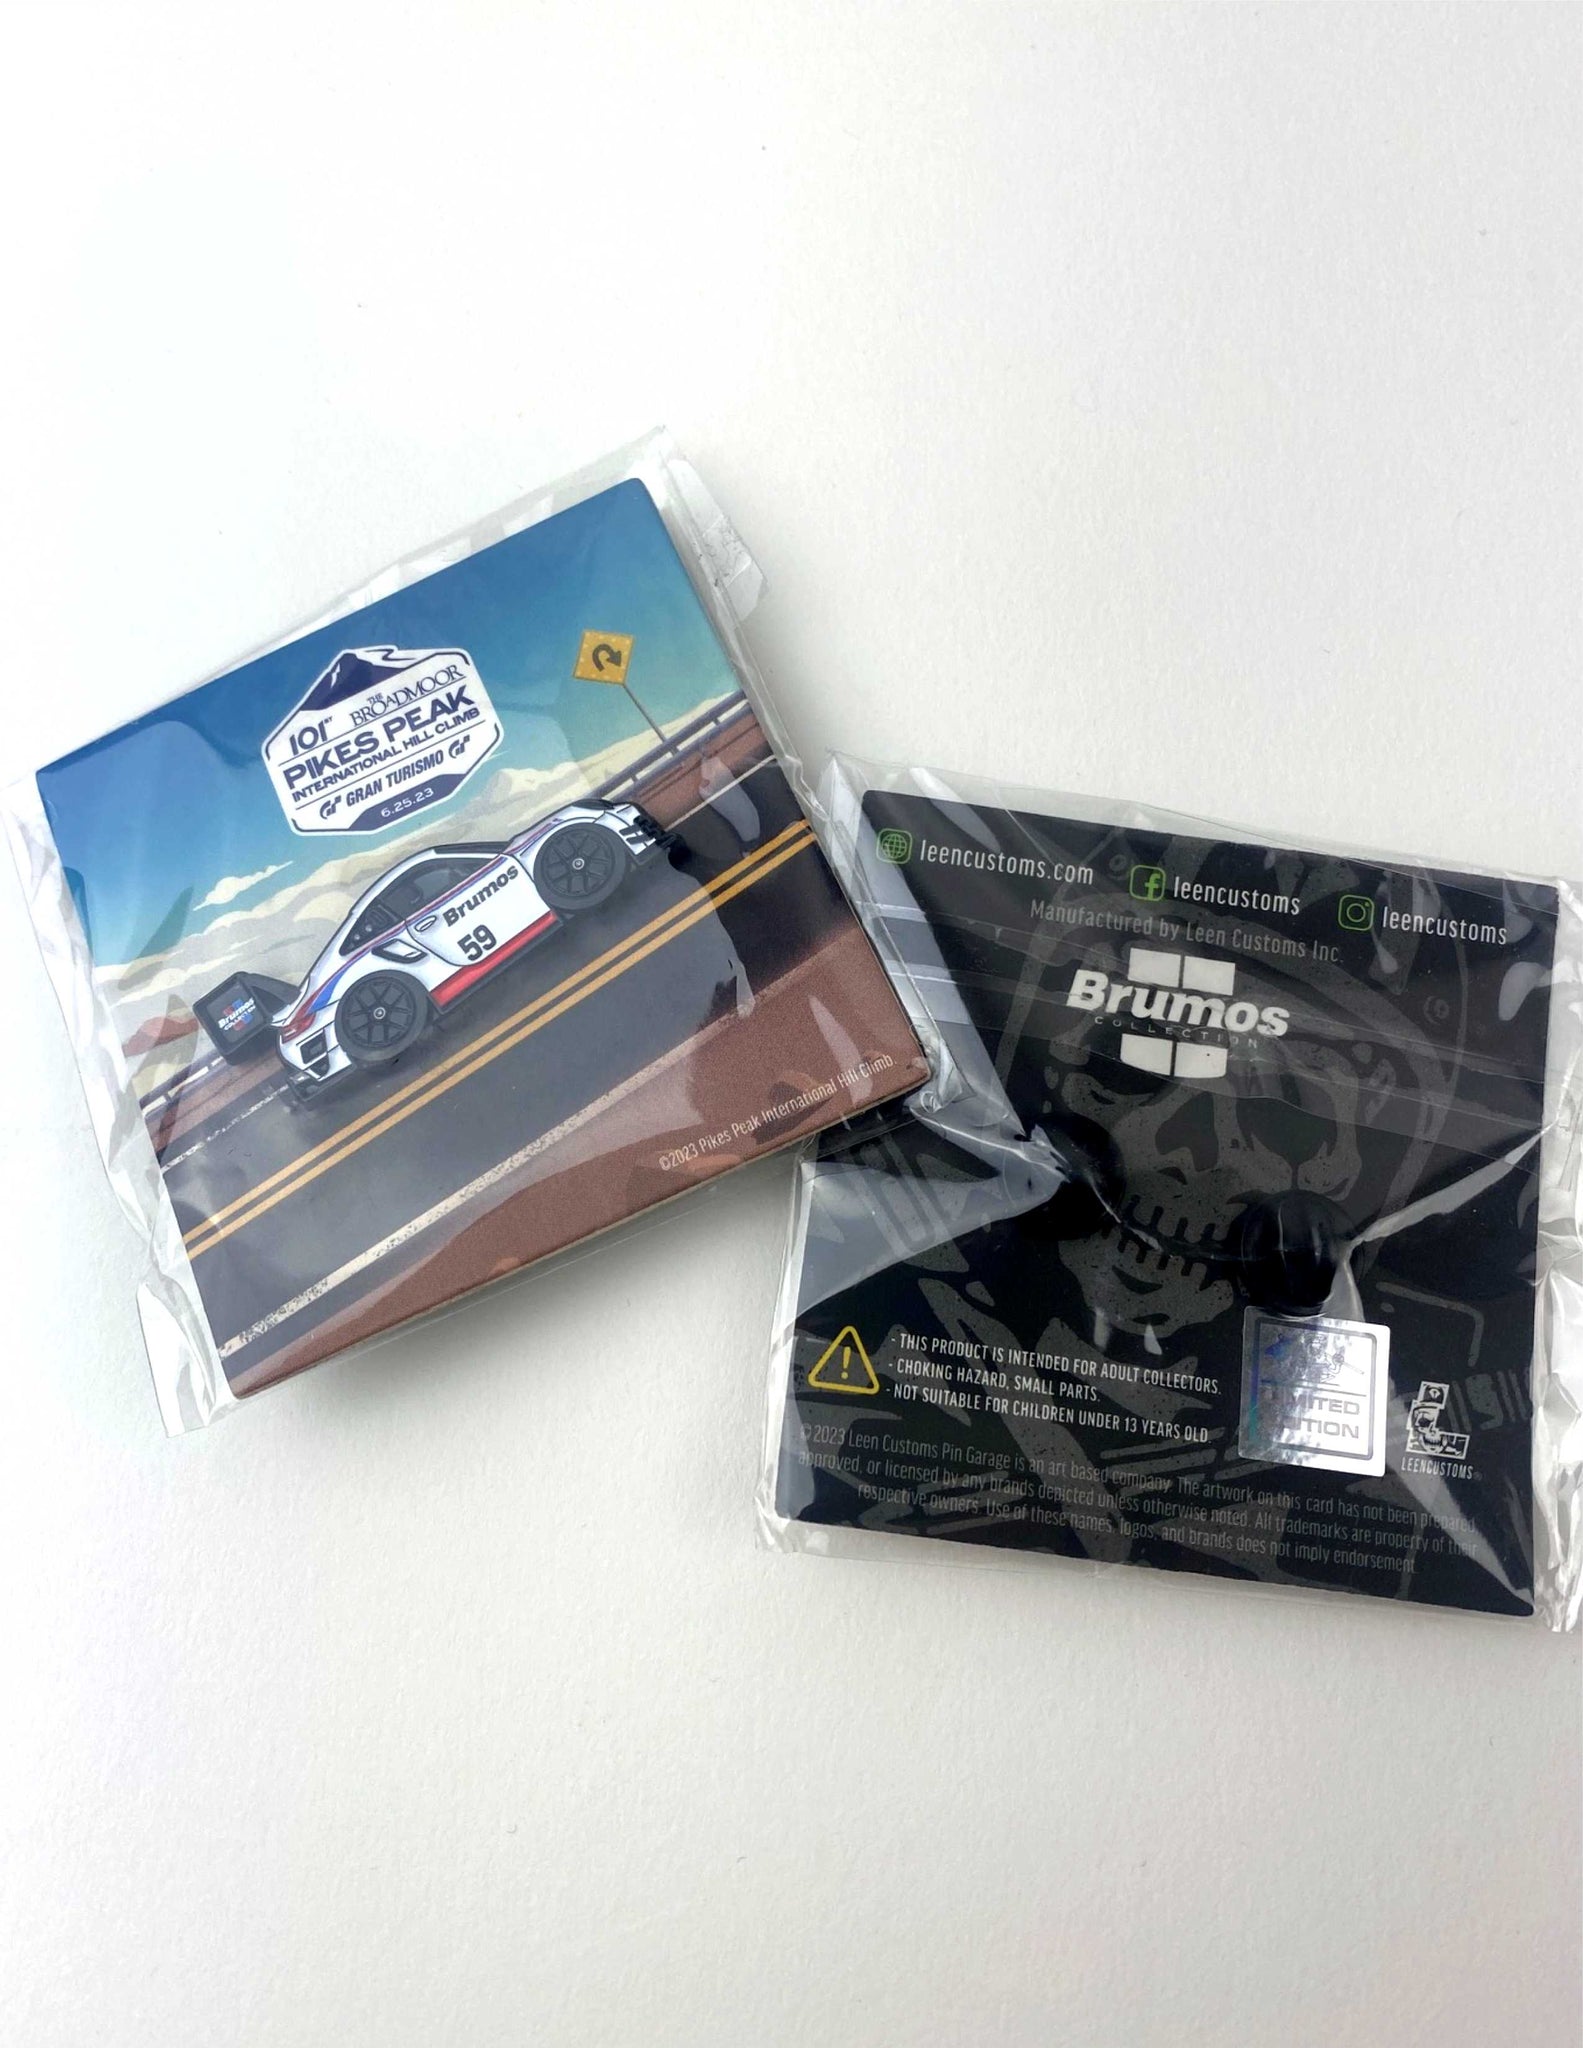 101ST THE BROADMOOR
PIKES PEAK
INTERNATIONAL HILL CLIMB
GT GRAN TURISMO GT
6.25.23
Brumos
59
Brumos
COLLECTION
©2023 Pikes Peak International Hill Climb.
leencustoms.com
leencustoms
leencustoms
Manufactured by Leen Customs Inc.
Brumos
COLLECTION
- THIS PRODUCT IS INTENDED FOR ADULT COLLECTORS.
- CHOKING HAZARD, SMALL PARTS.
- NOT SUITABLE FOR CHILDREN UNDER 13 YEARS OLD
LIMITED
EDITION
LEENCUSTOMS®
©2023 Leen Customs Pin Garage is an art based company. The artwork on this card has not been prepared,
approved, or licensed by any brands depicted unless otherwise noted. All trademarks are property of their
respective owners. Use of these names, logos, and brands does not imply endorsement.